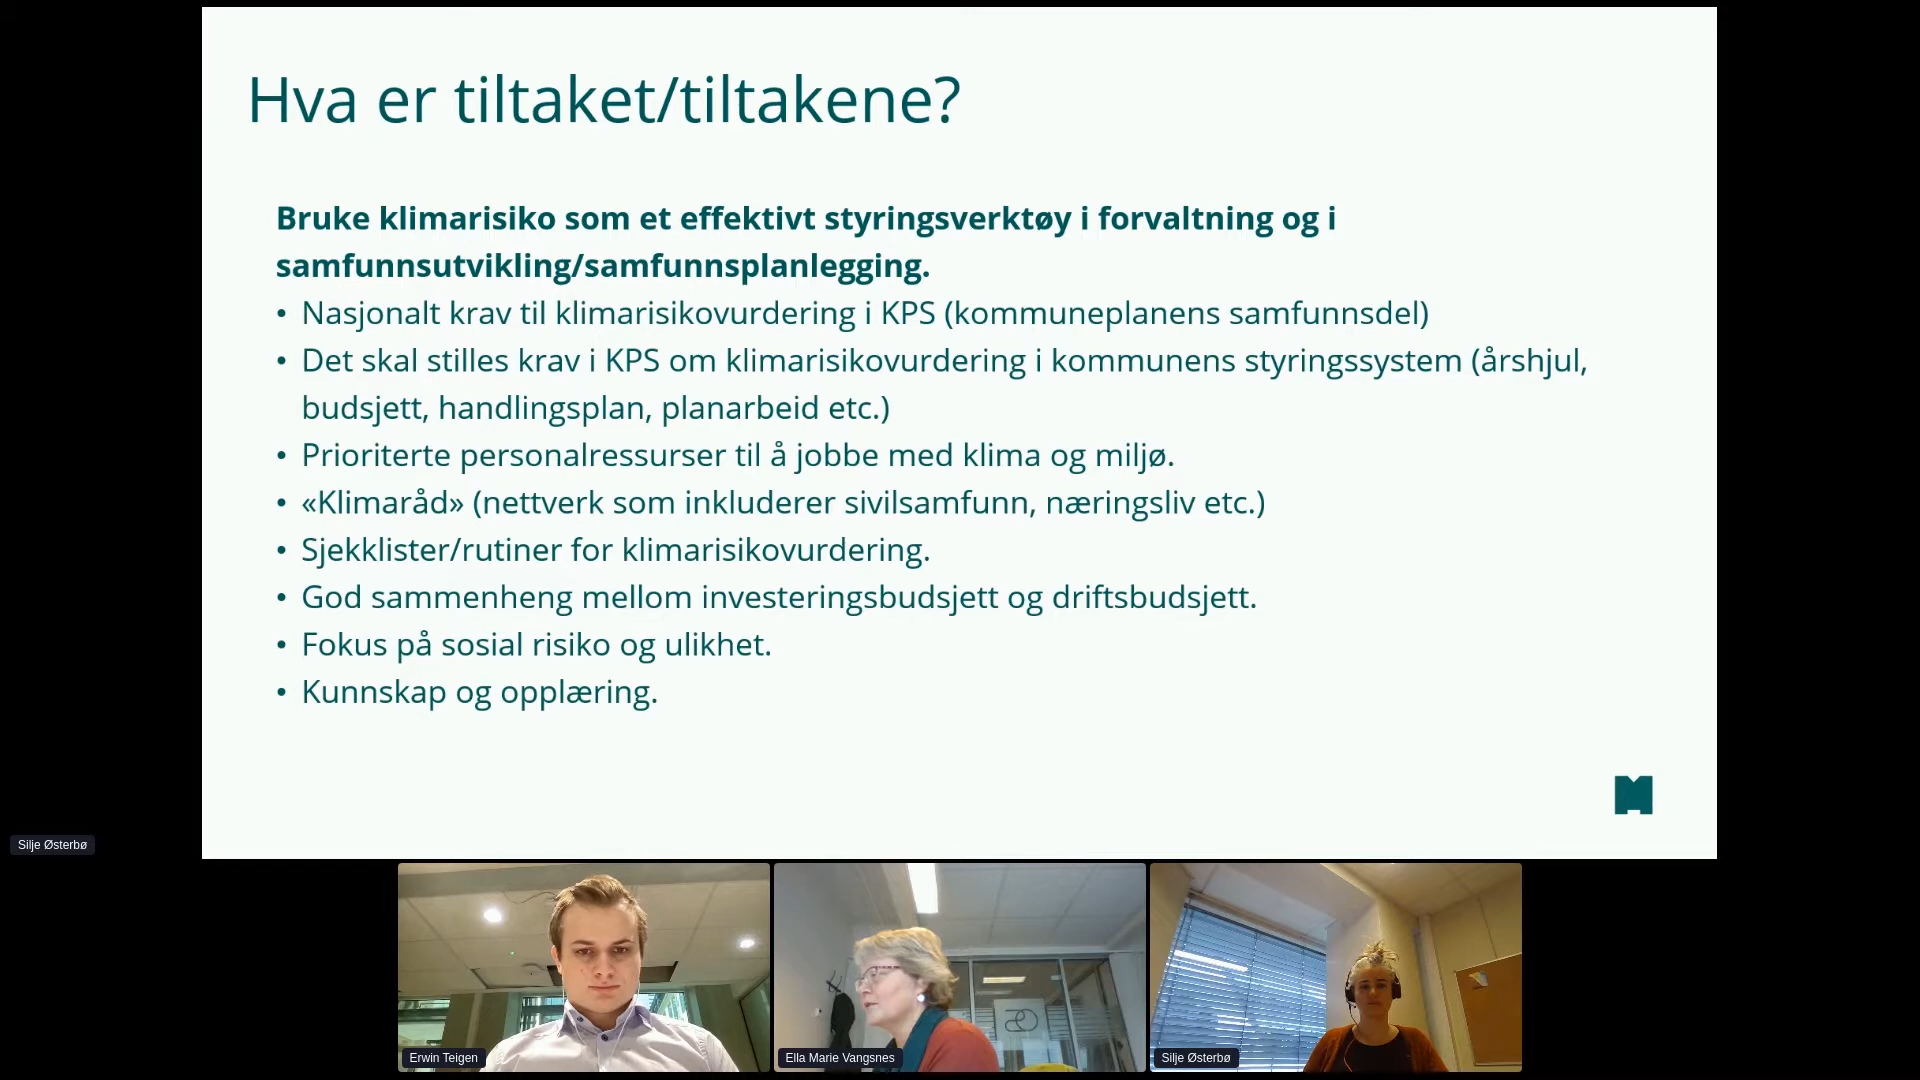 Hva er tiltaket/tiltakene?
Bruke klimarisiko som et effektivt styringsverktøy i forvaltning og i
samfunnsutvikling/samfunnsplanlegging.
• Nasjonalt krav til klimarisikovurdering i KPS (kommuneplanens samfunnsdel)
• Det skal stilles krav i KPS om klimarisikovurdering i kommunens styringssystem (årshjul,
budsjett, handlingsplan, planarbeid etc.)
• Prioriterte personalressurser til å jobbe med klima og miljø.
• «Klimaråd» (nettverk som inkluderer sivilsamfunn, næringsliv etc.)
• Sjekklister/rutiner for klimarisikovurdering.
• God sammenheng mellom investeringsbudsjett og driftsbudsjett.
• Fokus på sosial risiko og ulikhet.
• Kunnskap og opplæring.
Silje Østerbø
Erwin Teigen
Ella Marie Vangsnes
Silje Østerbø